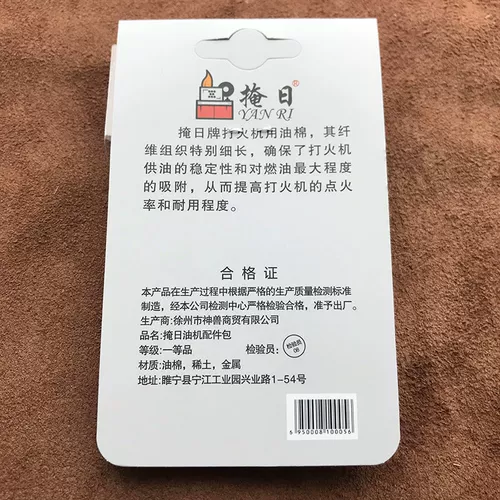 掩日®
YAN RI
掩日牌打火机用油棉，其纤
维组织特别细长，确保了打火机
供油的稳定性和对燃油最大程度
的吸附，从而提高打火机的点火
率和耐用程度。
合格证
本产品在生产过程中根据严格的生产质量检测标准
制造，经本公司检测中心严格检验合格，准予出厂。
生产商:徐州市神兽商贸有限公司
品名:掩日油机配件包
等级:一等品 检验员: 检验员 08
材质:油棉，稀土，金属
地址:睢宁县宁江工业园兴业路1-54号
6 950008 100056